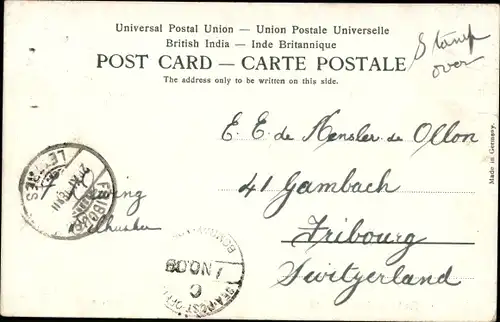 Universal Postal Union — Union Postale Universelle
British India — Inde Britannique
POST CARD — CARTE POSTALE
The address only to be written on this side.
Stamp
over
E. E. de Kensler de Ollon
41 Gambach
Fribourg
Switzerland
Made in Germany.
LETTRES
FRIBOURG
C